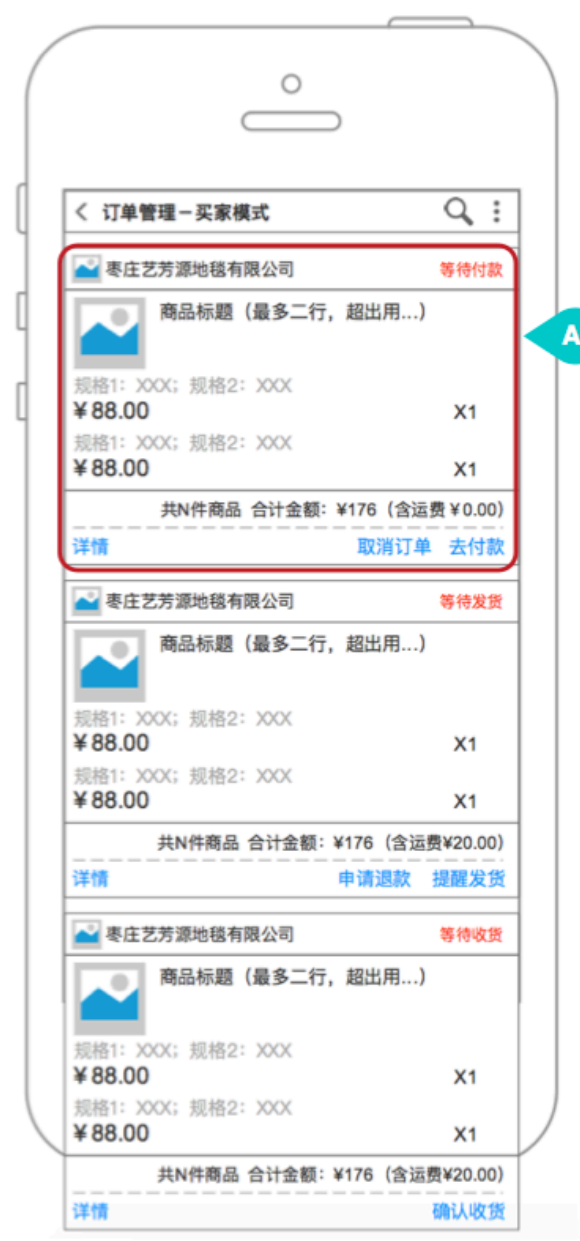 订单管理－买家模式
枣庄艺芳源地毯有限公司 等待付款
商品标题（最多二行，超出用...）
A
规格1：XXX；规格2：XXX
¥88.00 X1
规格1：XXX；规格2：XXX
¥88.00 X1
共N件商品 合计金额：¥176（含运费¥0.00）
详情 取消订单 去付款
枣庄艺芳源地毯有限公司 等待发货
商品标题（最多二行，超出用...）
规格1：XXX；规格2：XXX
¥88.00 X1
规格1：XXX；规格2：XXX
¥88.00 X1
共N件商品 合计金额：¥176（含运费¥20.00）
详情 申请退款 提醒发货
枣庄艺芳源地毯有限公司 等待收货
商品标题（最多二行，超出用...）
规格1：XXX；规格2：XXX
¥88.00 X1
规格1：XXX；规格2：XXX
¥88.00 X1
共N件商品 合计金额：¥176（含运费¥20.00）
详情 确认收货